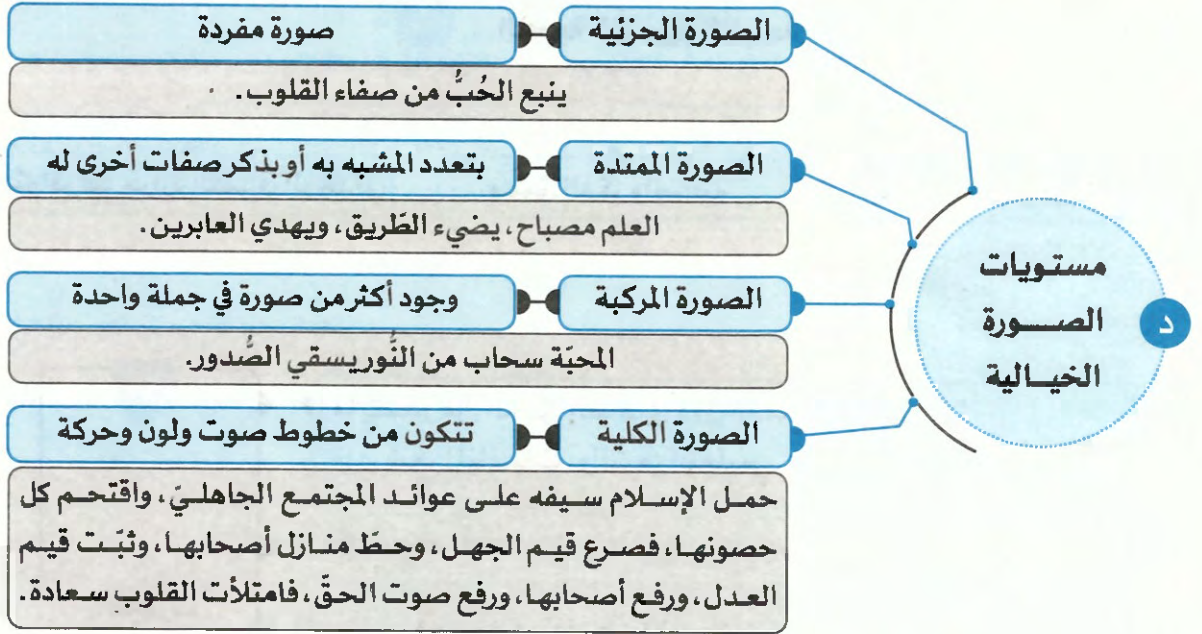 د
مستويات
الصورة
الخيالية
الصورة الجزئية
صورة مفردة
ينبع الحُبُّ من صفاء القلوب.
الصورة الممتدة
بتعدد المشبه به أو بذكر صفات أخرى له
العلم مصباح، يضيء الطّريق، ويهدي العابرين.
الصورة المركبة
وجود أكثر من صورة في جملة واحدة
المحبّة سحاب من النُّور يسقي الصُّدور.
الصورة الكلية
تتكون من خطوط صوت ولون وحركة
حمل الإسلام سيفه على عوائد المجتمع الجاهليّ، واقتحم كل
حصونها، فصرع قيم الجهل، وحطّ منازل أصحابها، وثبّت قيم
العدل، ورفع أصحابها، ورفع صوت الحقّ، فامتلأت القلوب سعادة.